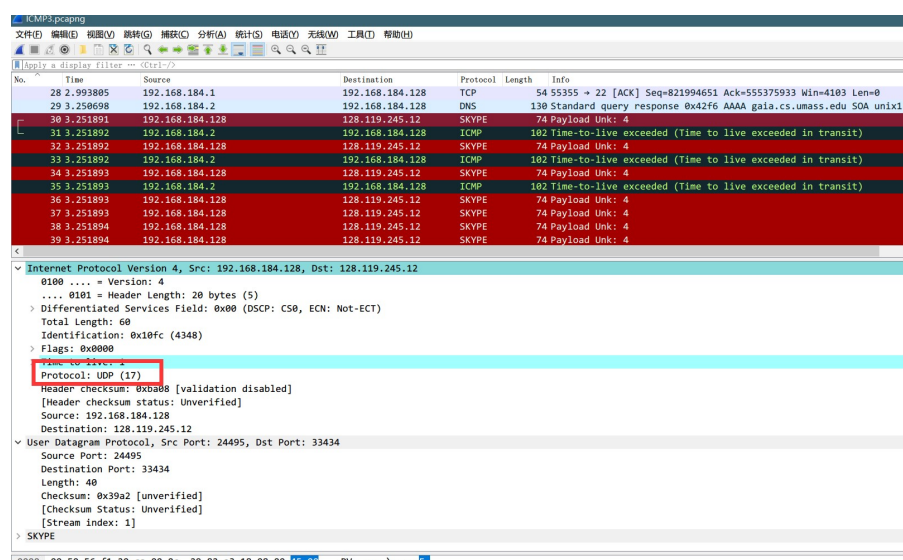 ICMP3.pcapng
文件(F) 编辑(E) 视图(V) 跳转(G) 捕获(C) 分析(A) 统计(S) 电话(Y) 无线(W) 工具(T) 帮助(H)
Apply a display filter … <Ctrl-/>
No. Time Source Destination Protocol Length Info
28 2.993805 192.168.184.1 192.168.184.128 TCP 54 55355 → 22 [ACK] Seq=821994651 Ack=555375933 Win=4103 Len=0
29 3.250698 192.168.184.2 192.168.184.128 DNS 130 Standard query response 0x42f6 AAAA gaia.cs.umass.edu SOA unix1
30 3.251891 192.168.184.128 128.119.245.12 SKYPE 74 Payload Unk: 4
31 3.251892 192.168.184.2 192.168.184.128 ICMP 102 Time-to-live exceeded (Time to live exceeded in transit)
32 3.251892 192.168.184.128 128.119.245.12 SKYPE 74 Payload Unk: 4
33 3.251892 192.168.184.2 192.168.184.128 ICMP 102 Time-to-live exceeded (Time to live exceeded in transit)
34 3.251893 192.168.184.128 128.119.245.12 SKYPE 74 Payload Unk: 4
35 3.251893 192.168.184.2 192.168.184.128 ICMP 102 Time-to-live exceeded (Time to live exceeded in transit)
36 3.251893 192.168.184.128 128.119.245.12 SKYPE 74 Payload Unk: 4
37 3.251893 192.168.184.128 128.119.245.12 SKYPE 74 Payload Unk: 4
38 3.251894 192.168.184.128 128.119.245.12 SKYPE 74 Payload Unk: 4
39 3.251894 192.168.184.128 128.119.245.12 SKYPE 74 Payload Unk: 4
Internet Protocol Version 4, Src: 192.168.184.128, Dst: 128.119.245.12
0100 .... = Version: 4
.... 0101 = Header Length: 20 bytes (5)
Differentiated Services Field: 0x00 (DSCP: CS0, ECN: Not-ECT)
Total Length: 60
Identification: 0x10fc (4348)
Flags: 0x0000
Time to live: 1
Protocol: UDP (17)
Header checksum: 0xba08 [validation disabled]
[Header checksum status: Unverified]
Source: 192.168.184.128
Destination: 128.119.245.12
User Datagram Protocol, Src Port: 24495, Dst Port: 33434
Source Port: 24495
Destination Port: 33434
Length: 40
Checksum: 0x39a2 [unverified]
[Checksum Status: Unverified]
[Stream index: 1]
SKYPE